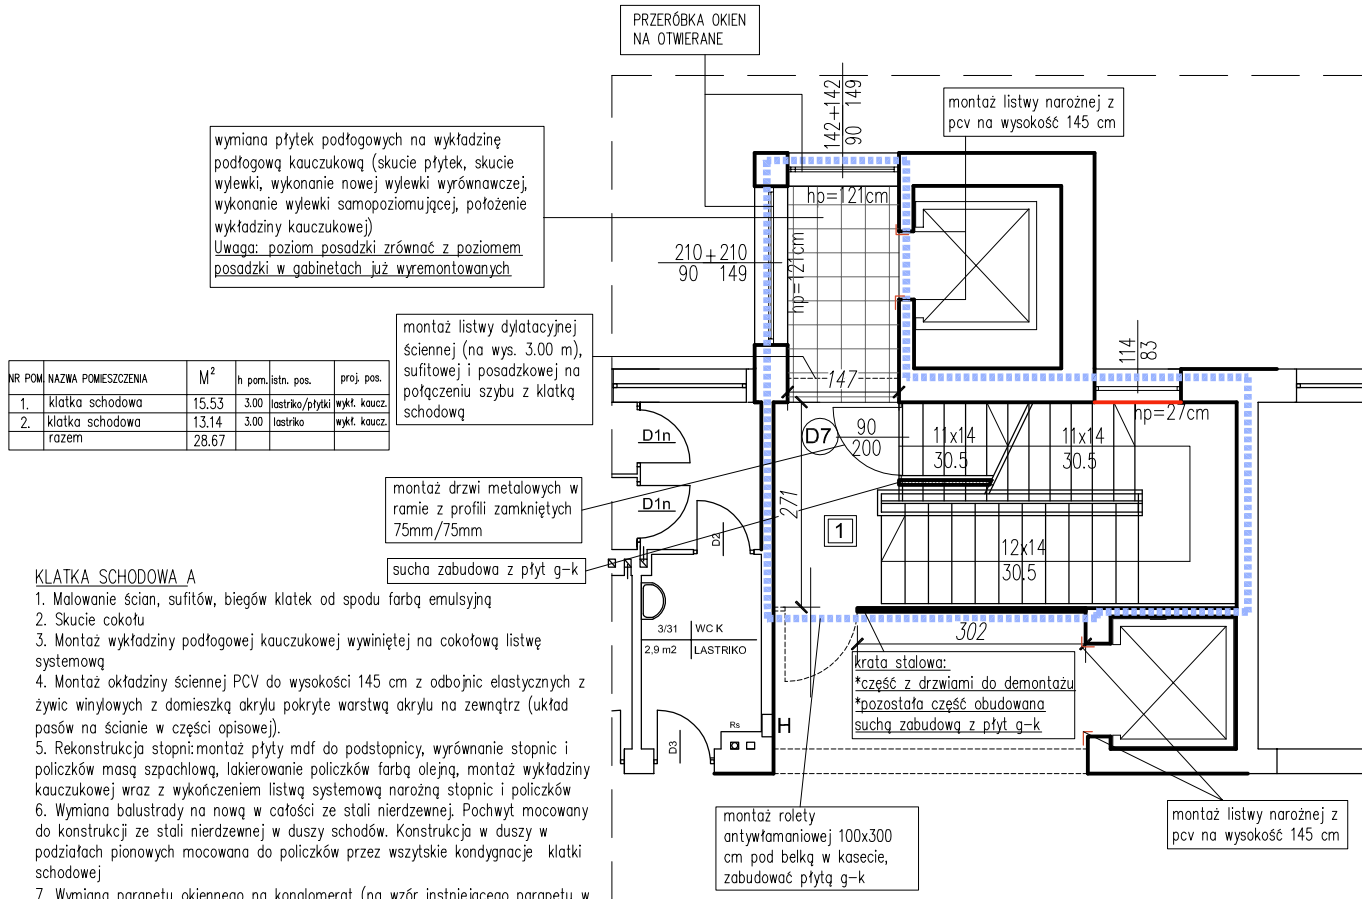 PRZERÓBKA OKIEN
NA OTWIERANE
142+142
90 149
montaż listwy narożnej z
pcv na wysokość 145 cm
wymiana płytek podłogowych na wykładzinę
podłogową kauczukową (skucie płytek, skucie
wylewki, wykonanie nowej wylewki wyrównawczej,
wykonanie wylewki samopoziomującej, położenie
wykładziny kauczukowej)
Uwaga: poziom posadzki zrównać z poziomem
posadzki w gabinetach już wyremontowanych
hp=121cm
hp=121cm
210+210
90 149
montaż listwy dylatacyjnej
ściennej (na wys. 3.00 m),
sufitowej i posadzkowej na
połączeniu szybu z klatką
schodową
114
83
147
hp=27cm
NR POM. NAZWA POMIESZCZENIA M² h pom. istn. pos. proj. pos.
1. klatka schodowa 15.53 3.00 lastriko/płytki wykł. kaucz.
2. klatka schodowa 13.14 3.00 lastriko wykł. kaucz.
razem 28.67
D1n
D7
90
200
11x14
30.5
11x14
30.5
montaż drzwi metalowych w
ramie z profili zamkniętych
75mm/75mm
D1n
271
1
D2
12x14
30.5
sucha zabudowa z płyt g-k
KLATKA SCHODOWA A
1. Malowanie ścian, sufitów, biegów klatek od spodu farbą emulsyjną
2. Skucie cokołu
3. Montaż wykładziny podłogowej kauczukowej wywiniętej na cokołową listwę
systemową
4. Montaż okładziny ściennej PCV do wysokości 145 cm z odbojnic elastycznych z
żywic winylowych z domieszką akrylu pokryte warstwą akrylu na zewnątrz (układ
pasów na ścianie w części opisowej).
5. Rekonstrukcja stopni:montaż płyty mdf do podstopnicy, wyrównanie stopnic i
policzków masą szpachlową, lakierowanie policzków farbą olejną, montaż wykładziny
kauczukowej wraz z wykończeniem listwą systemową narożną stopnic i policzków
6. Wymiana balustrady na nową w całości ze stali nierdzewnej. Pochwyt mocowany
do konstrukcji ze stali nierdzewnej w duszy schodów. Konstrukcja w duszy w
podziałach pionowych mocowana do policzków przez wszytskie kondygnacje klatki
schodowej
7. Wymiana parapetu okiennego na konglomerat (na wzór instniejącego parapetu w
3/31 WC K
2,9 m2 LASTRIKO
302
krata stalowa:
*część z drzwiami do demontażu
*pozostała część obudowana
suchą zabudową z płyt g-k
Rs
H
D3
montaż rolety
antywłamaniowej 100x300
cm pod belką w kasecie,
zabudować płytą g-k
montaż listwy narożnej z
pcv na wysokość 145 cm